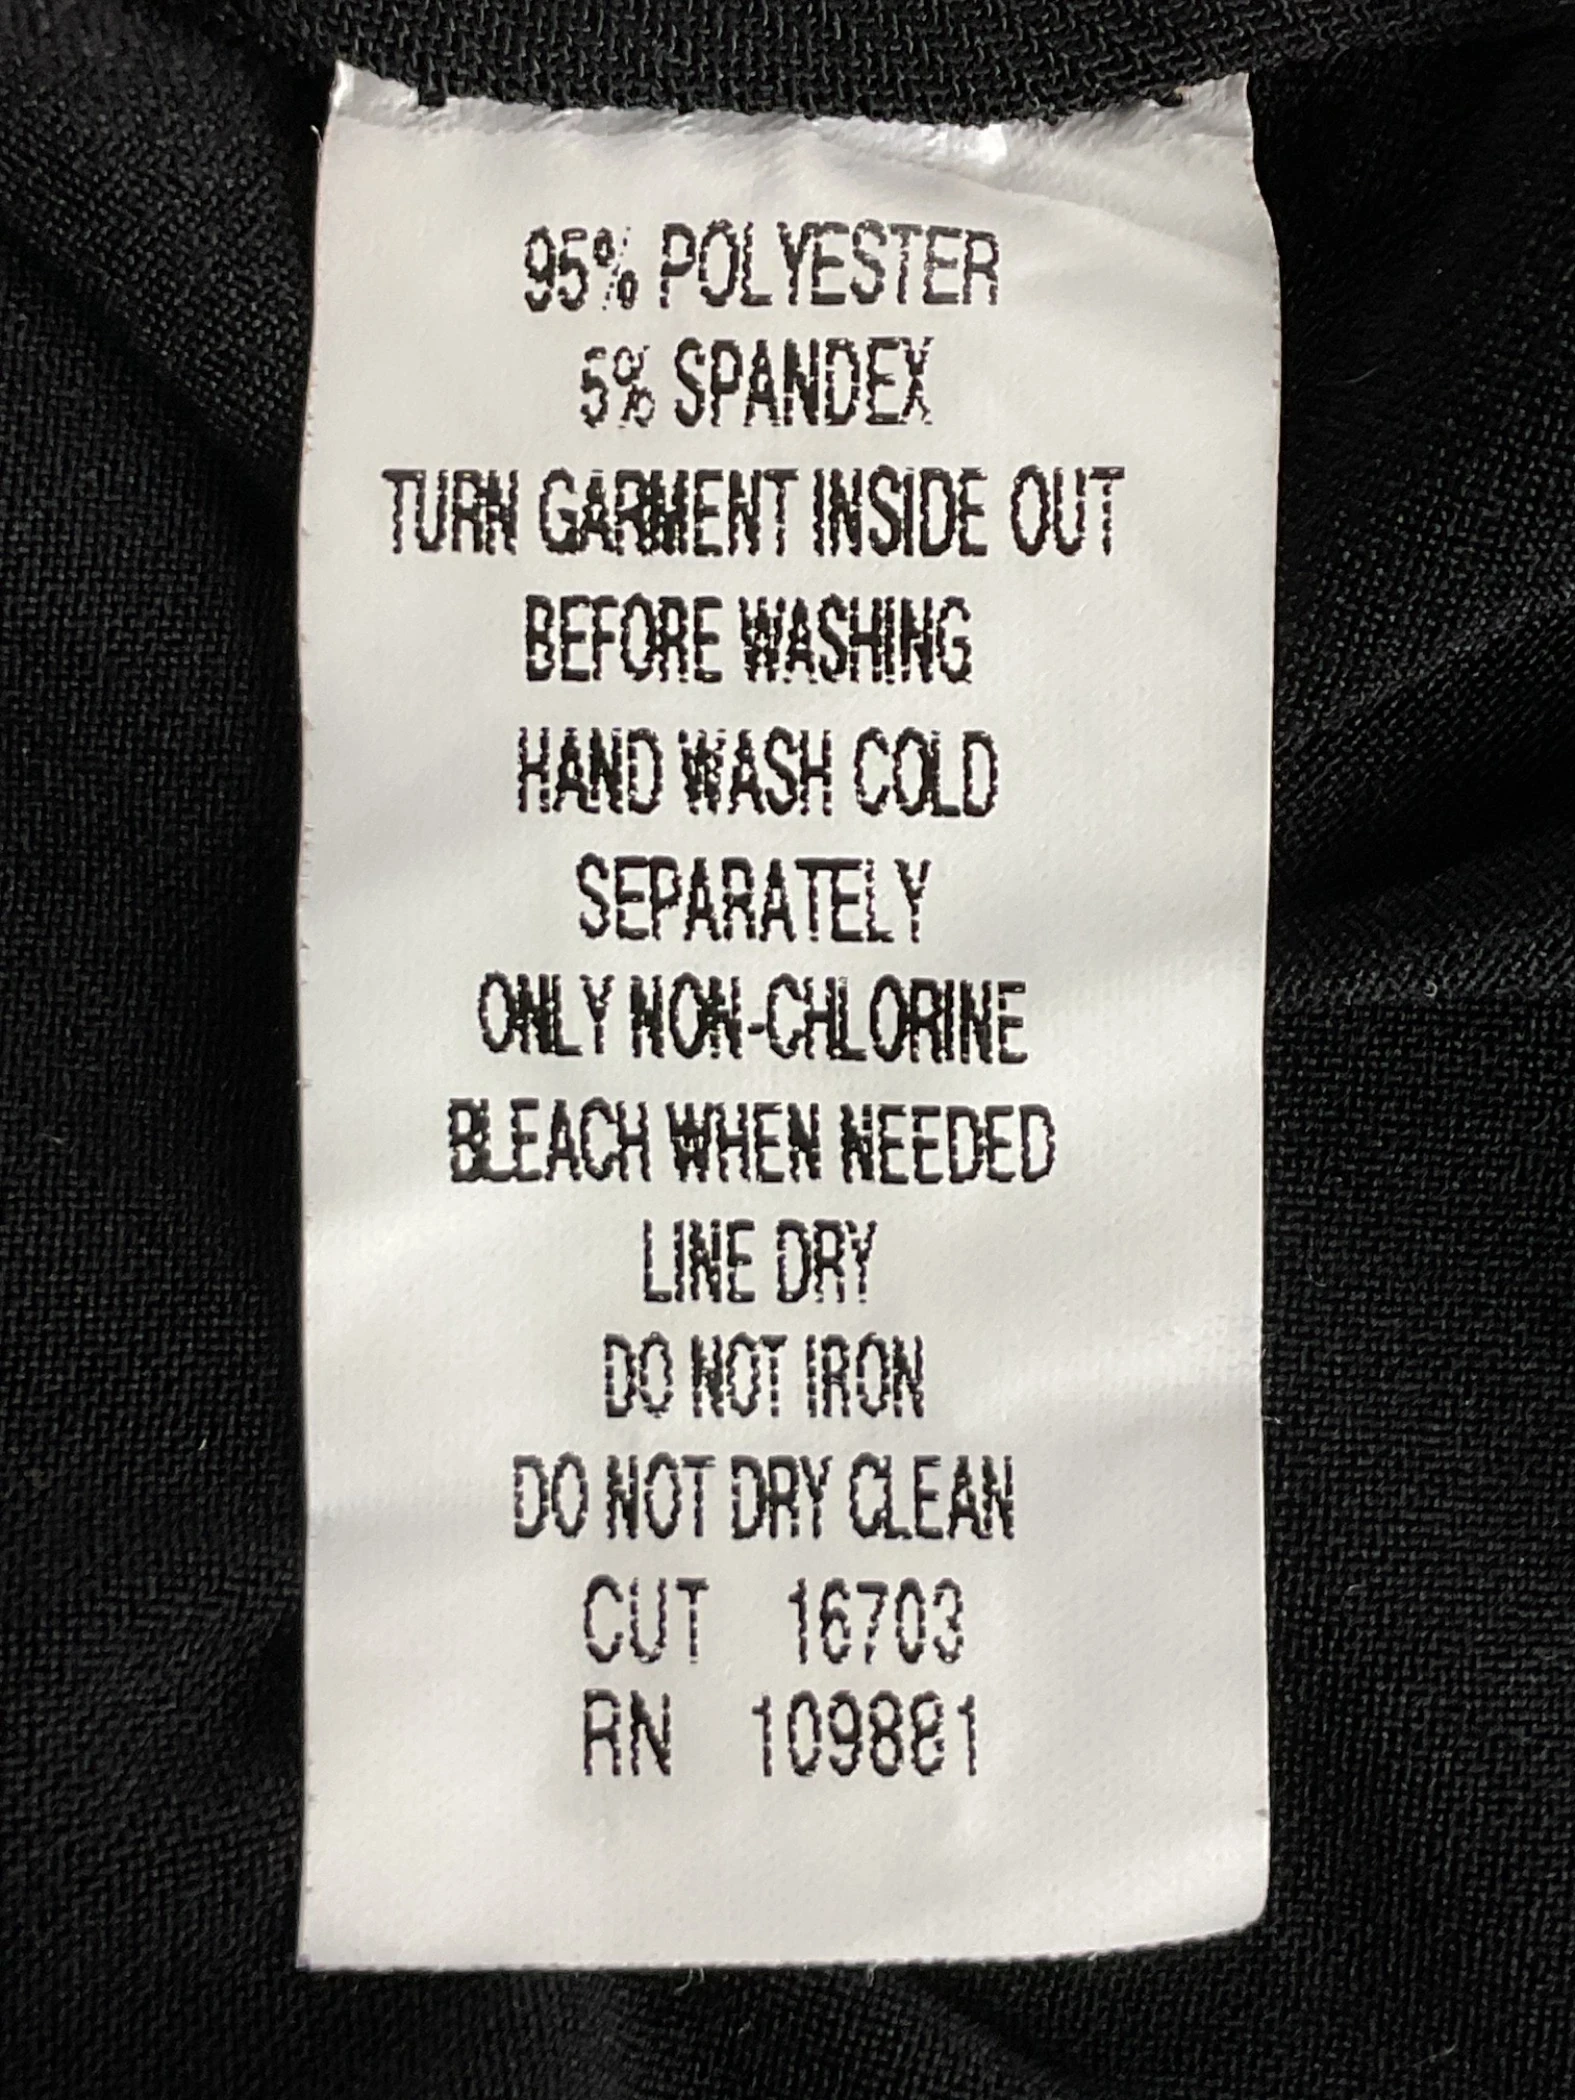 95% POLYESTER
5% SPANDEX
TURN GARMENT INSIDE OUT
BEFORE WASHING
HAND WASH COLD
SEPARATELY
ONLY NON-CHLORINE
BLEACH WHEN NEEDED
LINE DRY
DO NOT IRON
DO NOT DRY CLEAN
CUT 16703
RN 109881